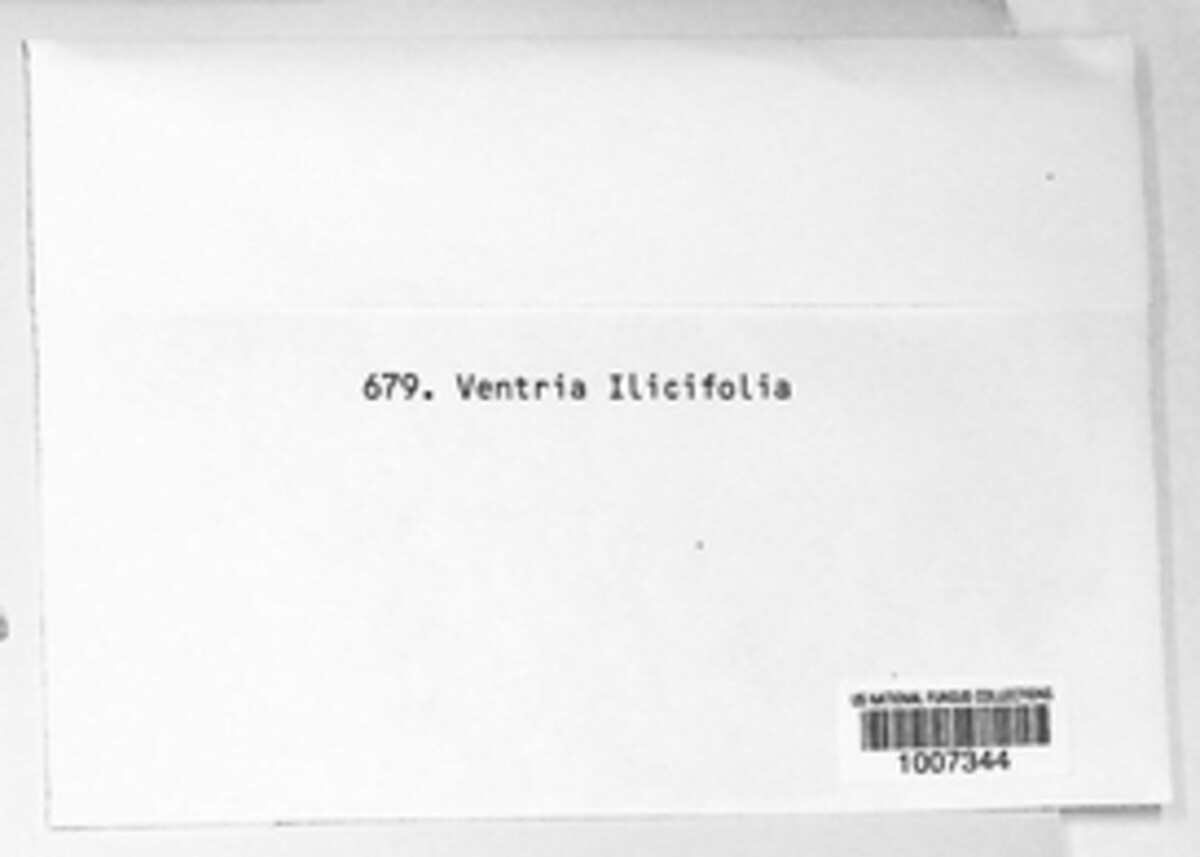 679. Ventria Ilicifolia
US NATIONAL FUNGUS COLLECTIONS
1007344